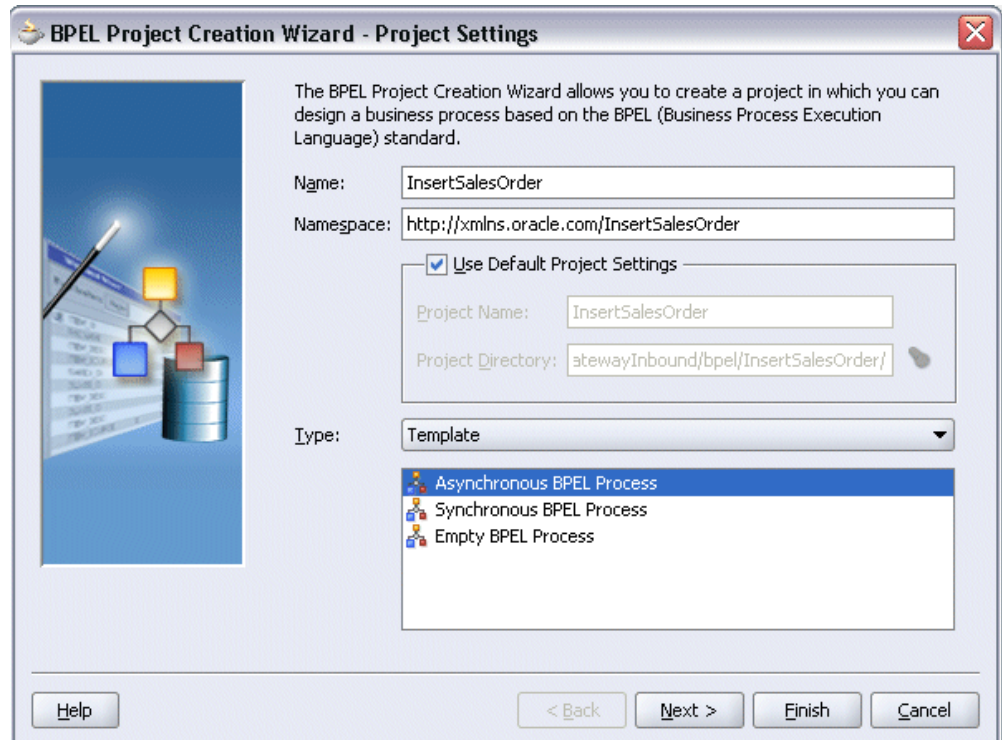 BPEL Project Creation Wizard - Project Settings
The BPEL Project Creation Wizard allows you to create a project in which you can
design a business process based on the BPEL (Business Process Execution
Language) standard.
Name: InsertSalesOrder
Namespace: http://xmlns.oracle.com/InsertSalesOrder
Use Default Project Settings
Project Name: InsertSalesOrder
Project Directory: atewayInbound/bpel/InsertSalesOrder/
Type: Template
Asynchronous BPEL Process
Synchronous BPEL Process
Empty BPEL Process
Help < Back Next > Finish Cancel